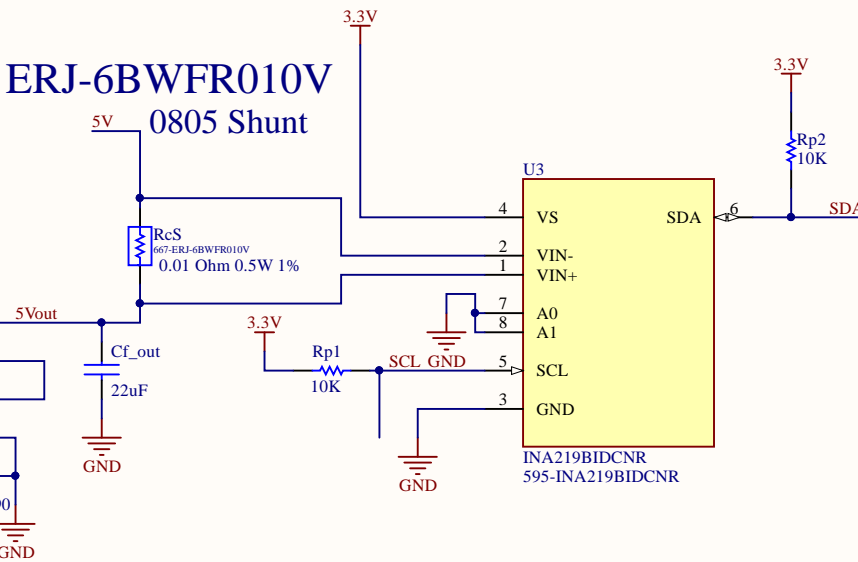 3.3V
ERJ-6BWFR010V
0805 Shunt
5V
3.3V
Rp2
10K
U3
4
VS
SDA
6
SDA
RcS
667-ERJ-6BWFR010V
0.01 Ohm 0.5W 1%
2
VIN-
1
VIN+
5Vout
3.3V
7
A0
8
A1
Cf_out
22uF
Rp1
10K
SCL
GND
5
SCL
3
GND
GND
GND
INA219BIDCNR
595-INA219BIDCNR
GND